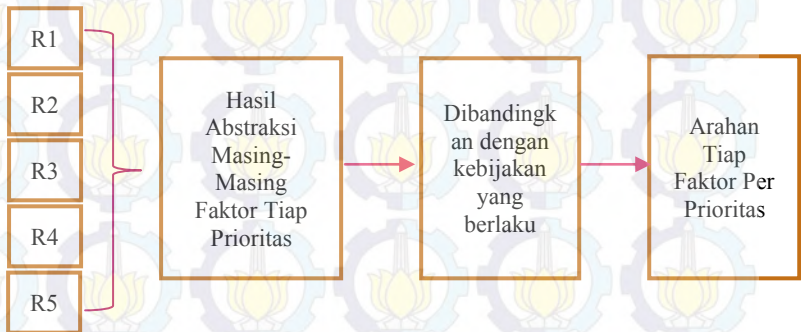 R1
R2
R3
R4
R5
Hasil
Abstraksi
Masing-
Masing
Faktor Tiap
Prioritas
Dibandingk
an dengan
kebijakan
yang
berlaku
Arahan
Tiap
Faktor Per
Prioritas